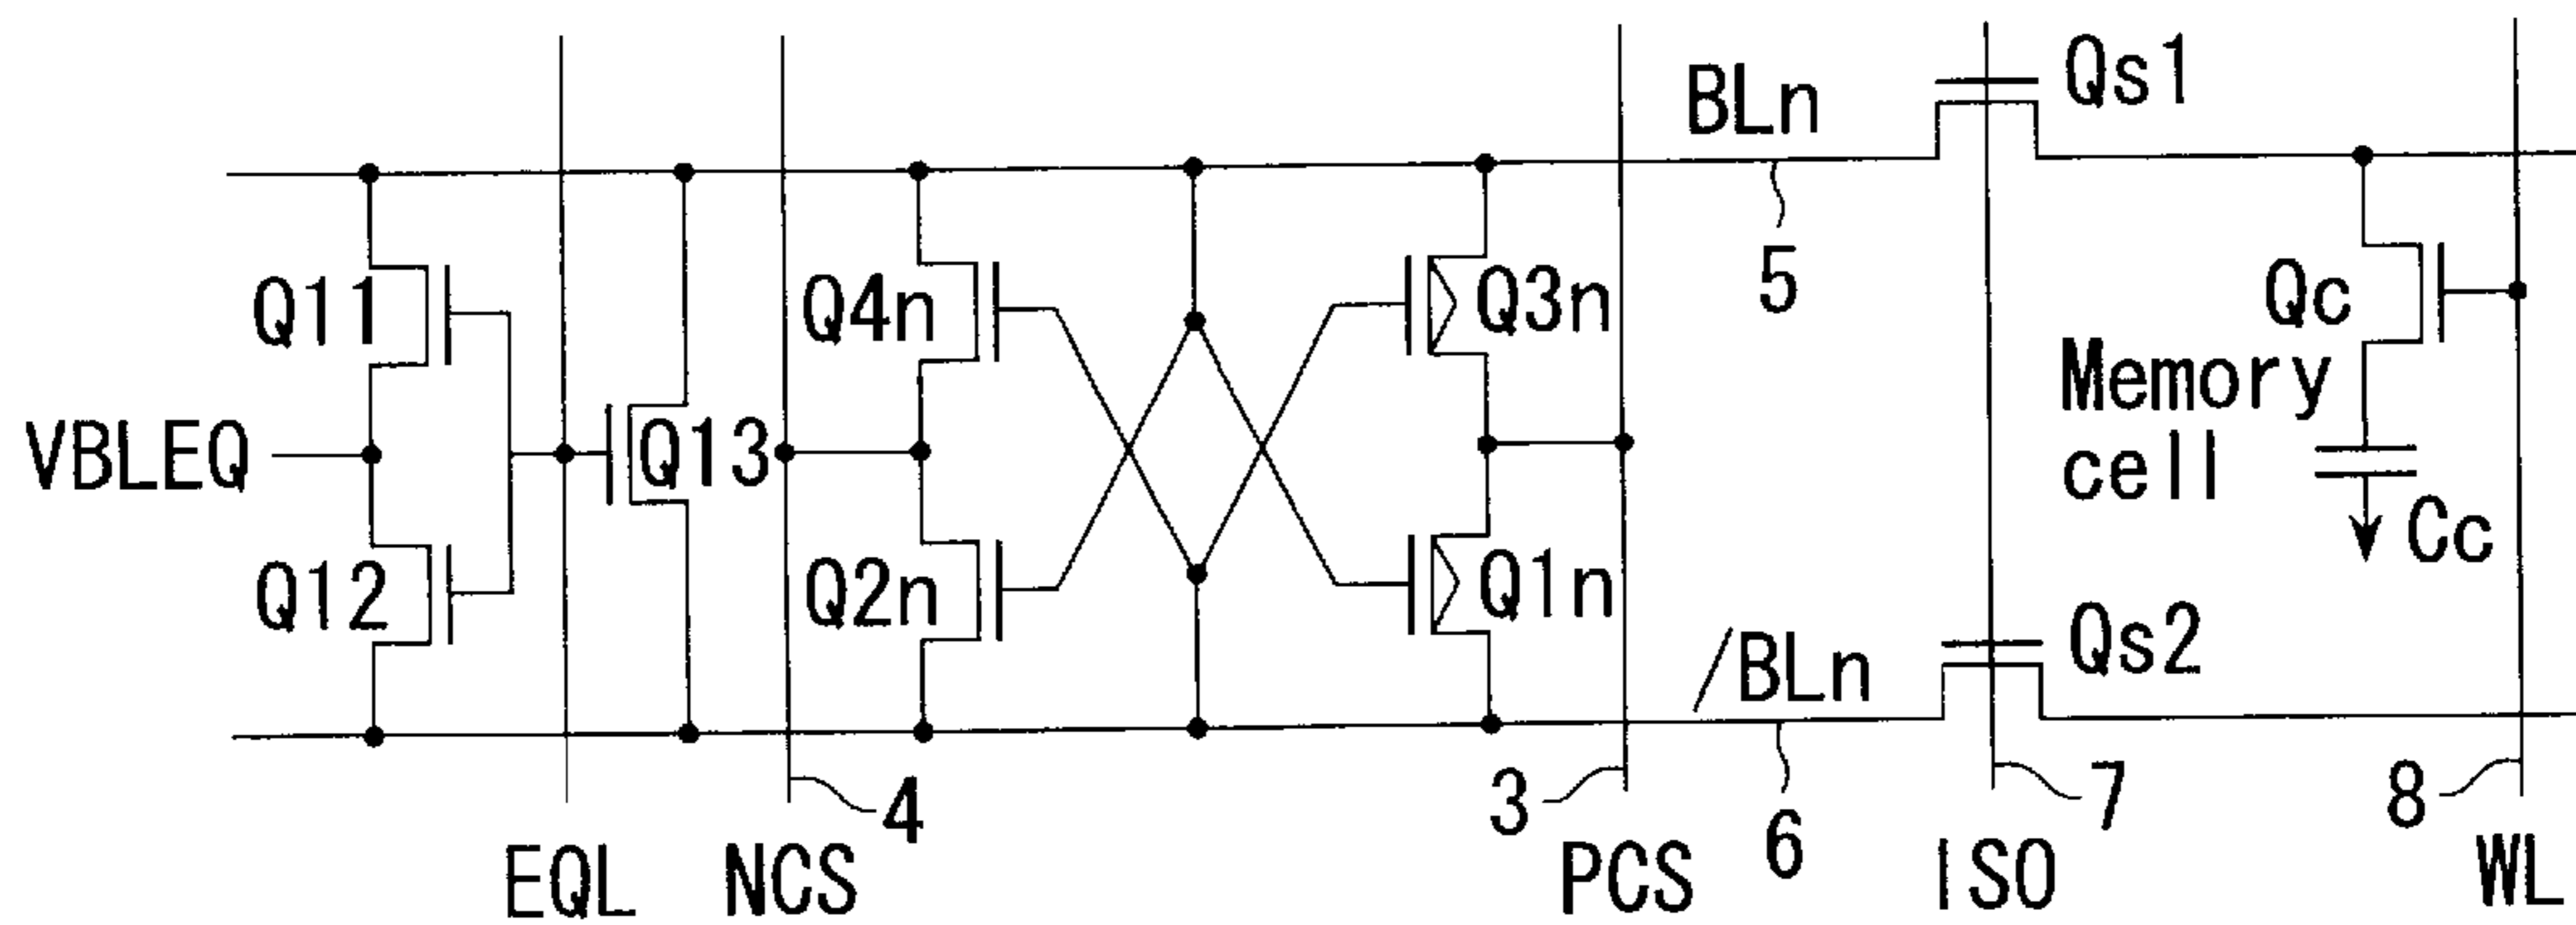 Qs1
BLn
5
Q11
Q4n
Q3n
Qc
Memory
cell
VBLEQ
Q13
Cc
Q12
Q2n
Q1n
/BLn
Qs2
4
3
6
7
8
EQL
NCS
PCS
ISO
WL